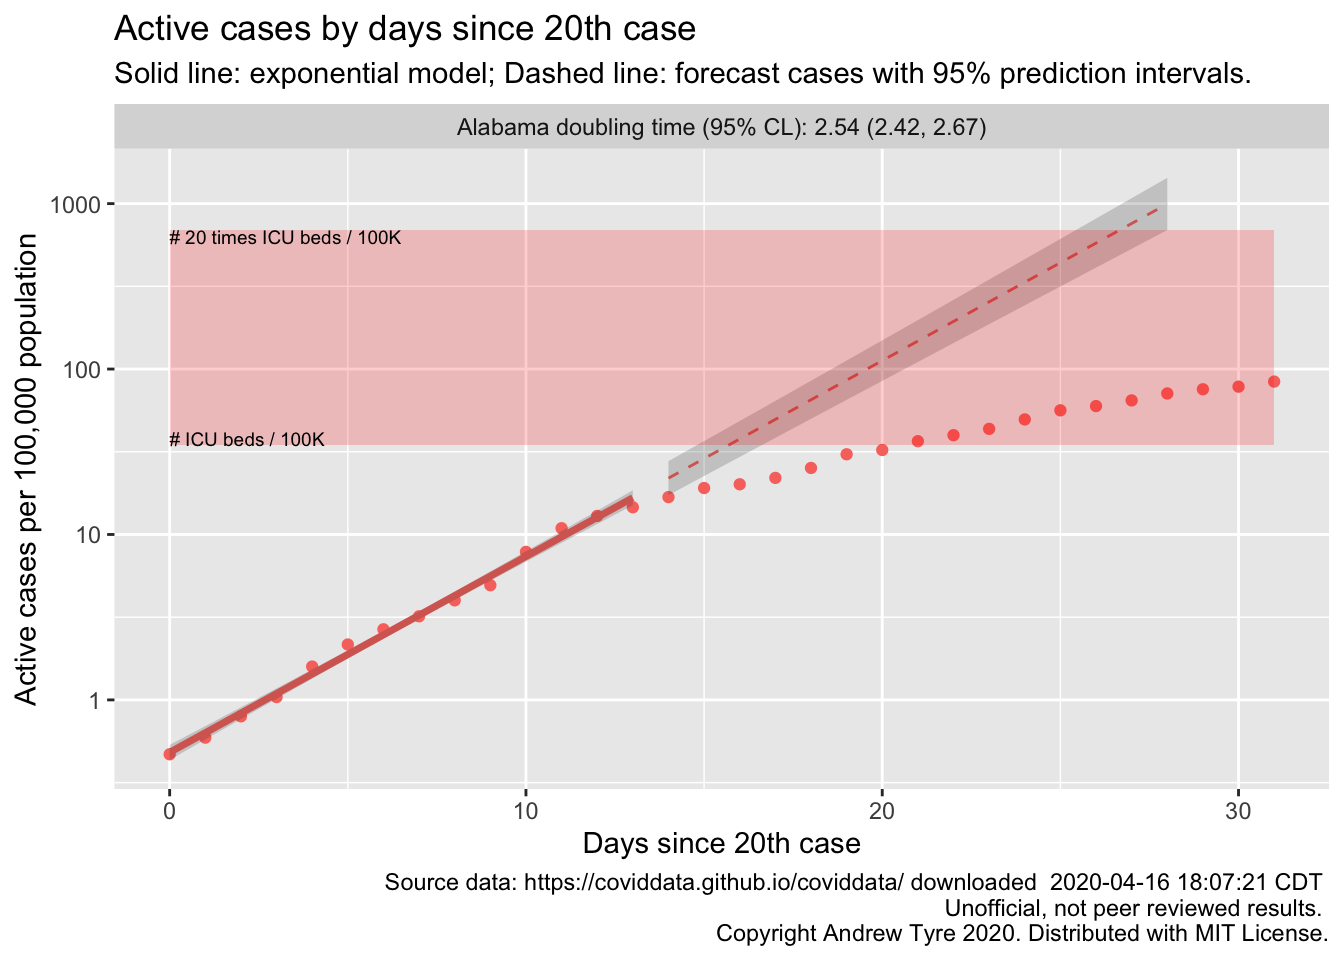 Active cases by days since 20th case
Solid line: exponential model; Dashed line: forecast cases with 95% prediction intervals.
Alabama doubling time (95% CL): 2.54 (2.42, 2.67)
Active cases per 100,000 population
1000
100
10
1
# 20 times ICU beds / 100K
# ICU beds / 100K
0
10
20
30
Days since 20th case
Source data: https://coviddata.github.io/coviddata/ downloaded  2020-04-16 18:07:21 CDT
Unofficial, not peer reviewed results.
Copyright Andrew Tyre 2020. Distributed with MIT License.